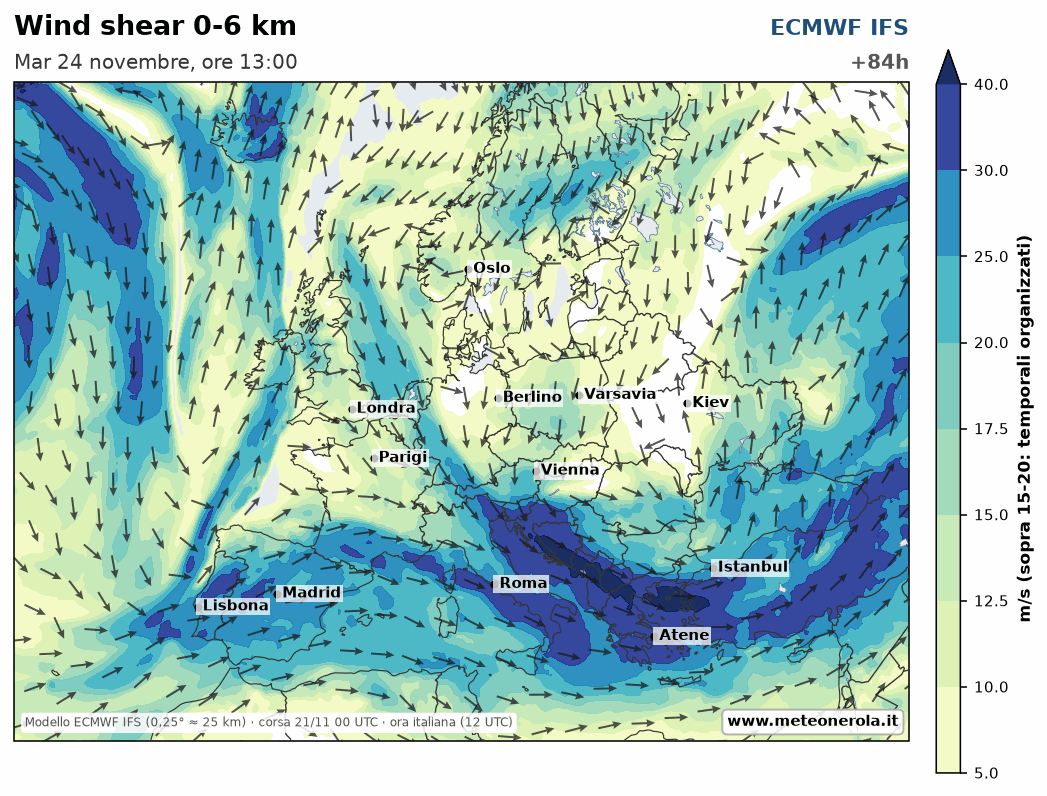 Wind shear 0-6 km
ECMWF IFS
Mar 24 novembre, ore 13:00
+84h
Oslo
Londra
Berlino
Varsavia
Kiev
Parigi
Vienna
Lisbona
Madrid
Roma
Istanbul
Atene
Modello ECMWF IFS (0,25° ≈ 25 km) · corsa 21/11 00 UTC · ora italiana (12 UTC)
www.meteonerola.it
40.0
30.0
25.0
20.0
17.5
15.0
12.5
10.0
5.0
m/s (sopra 15-20: temporali organizzati)